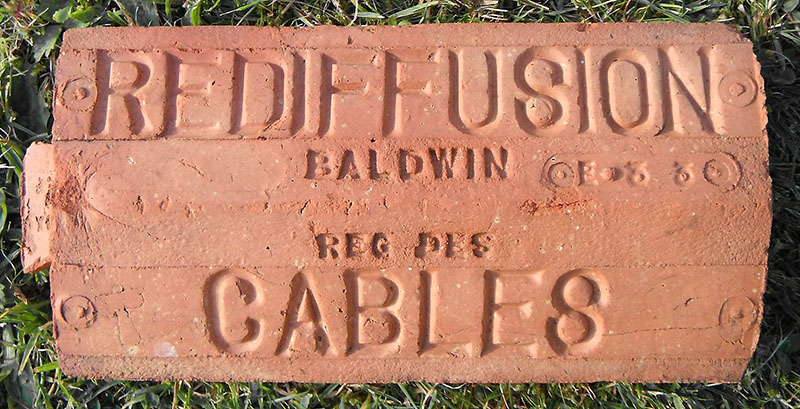 REDIFFUSION
BALDWIN
REG DES
CABLES